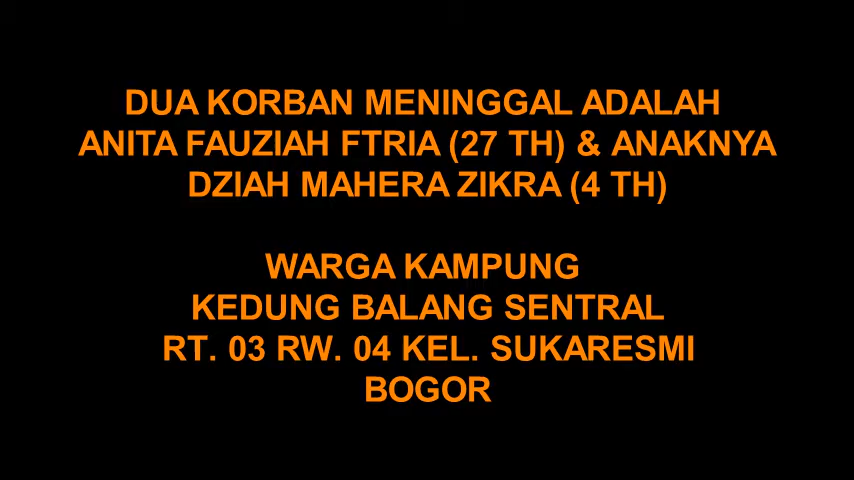 DUA KORBAN MENINGGAL ADALAH
ANITA FAUZIAH FTRIA (27 TH) & ANAKNYA
DZIAH MAHERA ZIKRA (4 TH)
WARGA KAMPUNG
KEDUNG BALANG SENTRAL
RT. 03 RW. 04 KEL. SUKARESMI
BOGOR